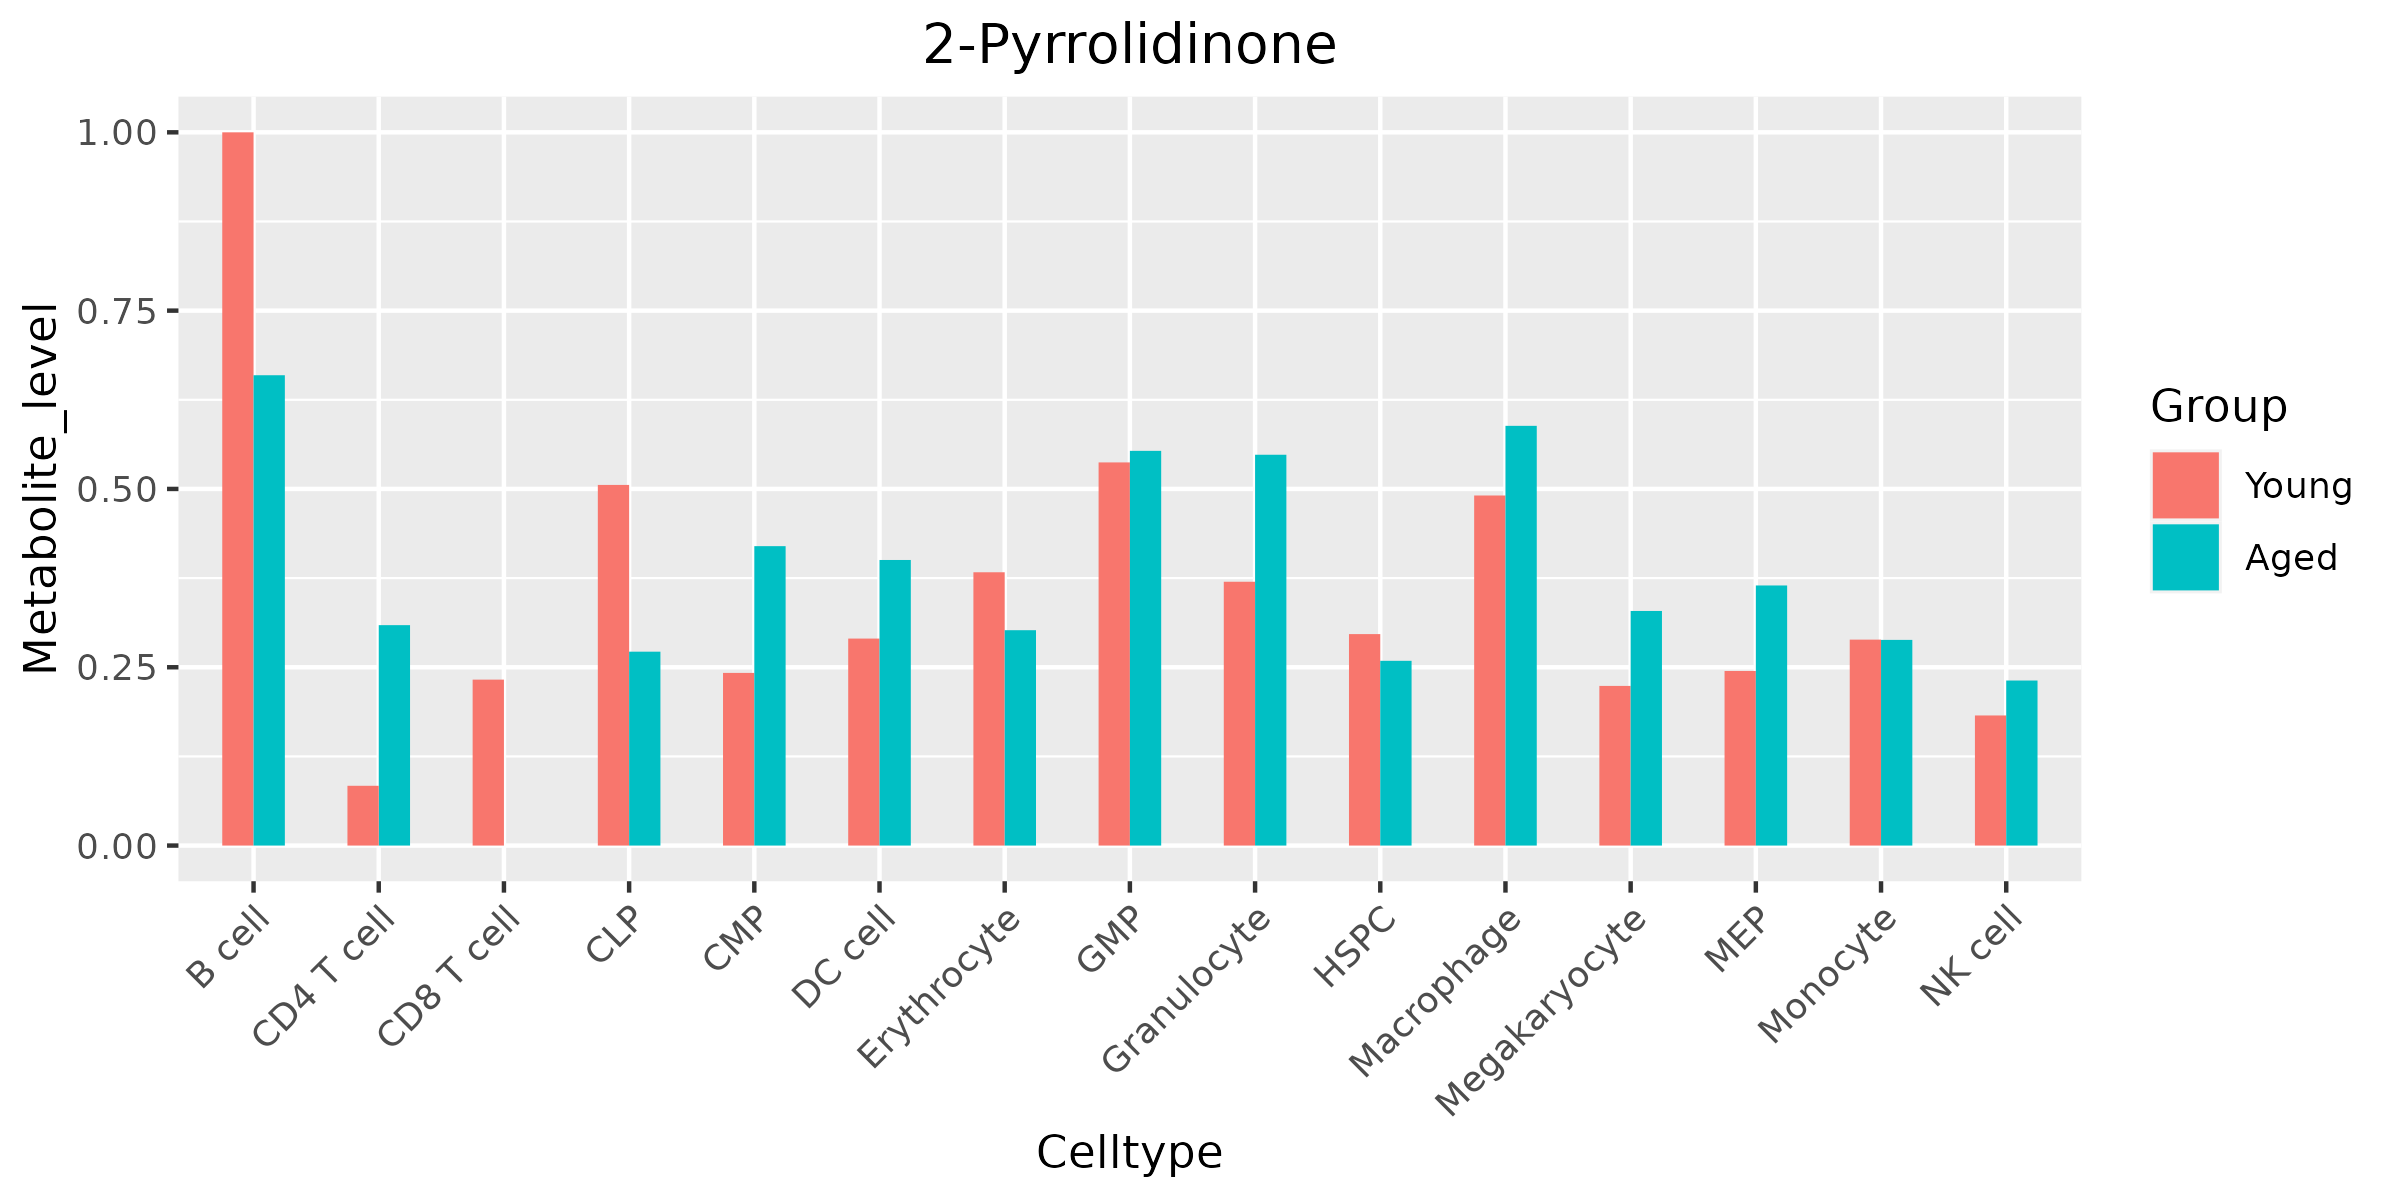 2-Pyrrolidinone
Metabolite_level
1.00
0.75
0.50
0.25
0.00
B cell
CD4 T cell
CD8 T cell
CLP
CMP
DC cell
Erythrocyte
GMP
Granulocyte
HSPC
Macrophage
Megakaryocyte
MEP
Monocyte
NK cell
Celltype
Group
Young
Aged